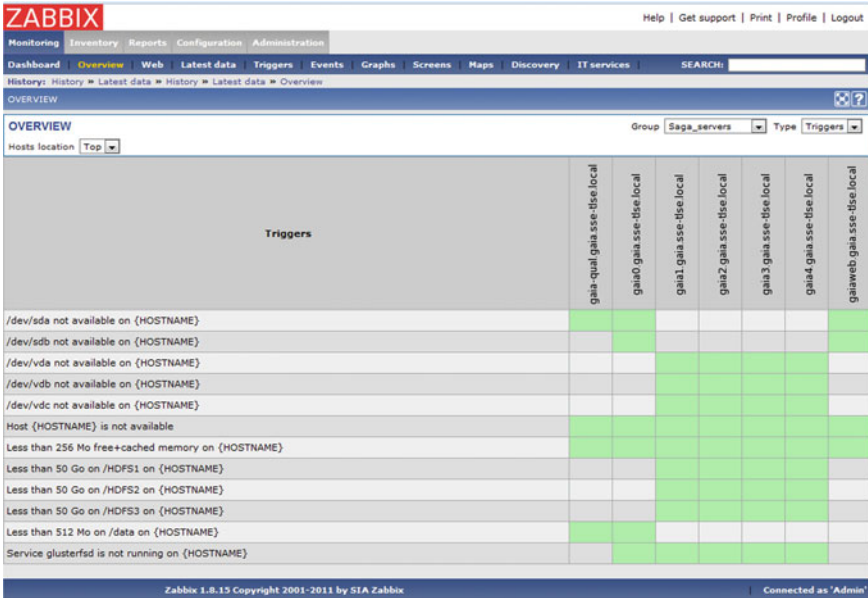 ZABBIX
Help | Get support | Print | Profile | Logout
Monitoring Inventory Reports Configuration Administration
Dashboard | Overview | Web | Latest data | Triggers | Events | Graphs | Screens | Maps | Discovery | IT services | SEARCH:
History: History » Latest data » History » Latest data » Overview
OVERVIEW ?
OVERVIEW Group Saga_servers Type Triggers
Hosts location Top
Triggers
gaia-qual.gaia.sse-tlse.local
gaia0.gaia.sse-tlse.local
gaia1.gaia.sse-tlse.local
gaia2.gaia.sse-tlse.local
gaia3.gaia.sse-tlse.local
gaia4.gaia.sse-tlse.local
gaiaweb.gaia.sse-tlse.local
/dev/sda not available on {HOSTNAME}
/dev/sdb not available on {HOSTNAME}
/dev/vda not available on {HOSTNAME}
/dev/vdb not available on {HOSTNAME}
/dev/vdc not available on {HOSTNAME}
Host {HOSTNAME} is not available
Less than 256 Mo free+cached memory on {HOSTNAME}
Less than 50 Go on /HDFS1 on {HOSTNAME}
Less than 50 Go on /HDFS2 on {HOSTNAME}
Less than 50 Go on /HDFS3 on {HOSTNAME}
Less than 512 Mo on /data on {HOSTNAME}
Service glusterfsd is not running on {HOSTNAME}
Zabbix 1.8.15 Copyright 2001-2011 by SIA Zabbix | Connected as 'Admin'